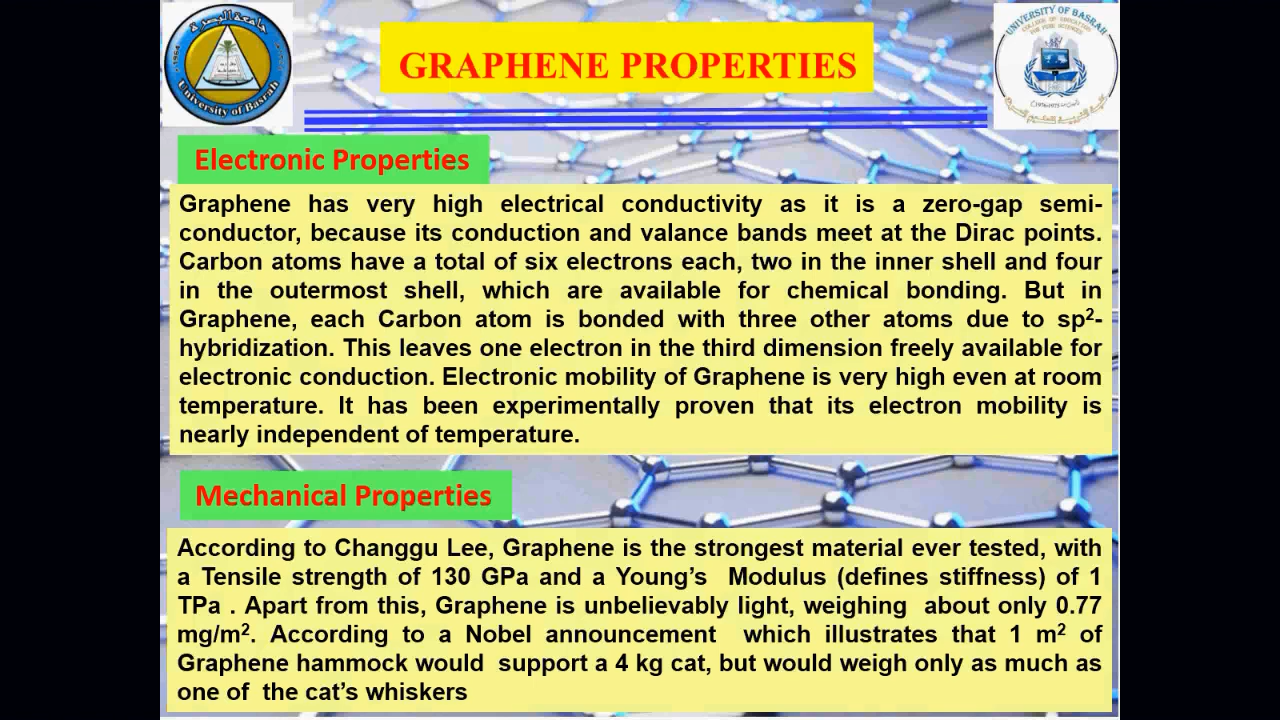 جامعة البصرة
University of Basrah
GRAPHENE PROPERTIES
UNIVERSITY OF BASRAH
COLLEGE OF EDUCATION
FOR PURE SCIENCES
Electronic Properties
Graphene has very high electrical conductivity as it is a zero-gap semi-
conductor, because its conduction and valance bands meet at the Dirac points.
Carbon atoms have a total of six electrons each, two in the inner shell and four
in the outermost shell, which are available for chemical bonding. But in
Graphene, each Carbon atom is bonded with three other atoms due to sp²-
hybridization. This leaves one electron in the third dimension freely available for
electronic conduction. Electronic mobility of Graphene is very high even at room
temperature. It has been experimentally proven that its electron mobility is
nearly independent of temperature.
Mechanical Properties
According to Changgu Lee, Graphene is the strongest material ever tested, with
a Tensile strength of 130 GPa and a Young’s Modulus (defines stiffness) of 1
TPa . Apart from this, Graphene is unbelievably light, weighing about only 0.77
mg/m². According to a Nobel announcement which illustrates that 1 m² of
Graphene hammock would support a 4 kg cat, but would weigh only as much as
one of the cat’s whiskers